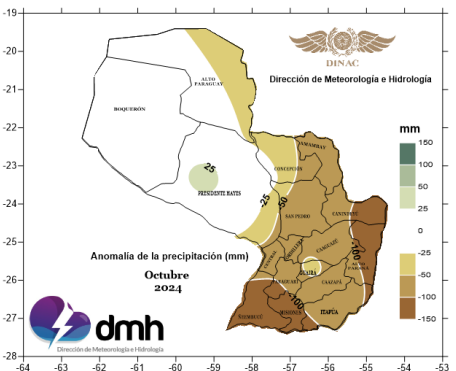 -19
-20
-21
-22
-23
-24
-25
-26
-27
-28
-64
-63
-62
-61
-60
-59
-58
-57
-56
-55
-54
-53
DINAC
Dirección de Meteorología e Hidrología
ALTO
PARAGUAY
BOQUERÓN
25
PRESIDENTE HAYES
AMAMBAY
CONCEPCIÓN
-25
-50
SAN PEDRO
CANINDEYÚ
CORDILLERA
CAAGUAZÚ
CENTRAL
GUAIRÁ
-100
ALTO
PARANÁ
PARAGUARÍ
CAAZAPÁ
-100
ÑEEMBUCÚ
MISIONES
ITAPÚA
Anomalía de la precipitación (mm)
Octubre
2024
mm
150
100
50
25
0
-25
-50
-100
-150
dmh
Dirección de Meteorología e Hidrología